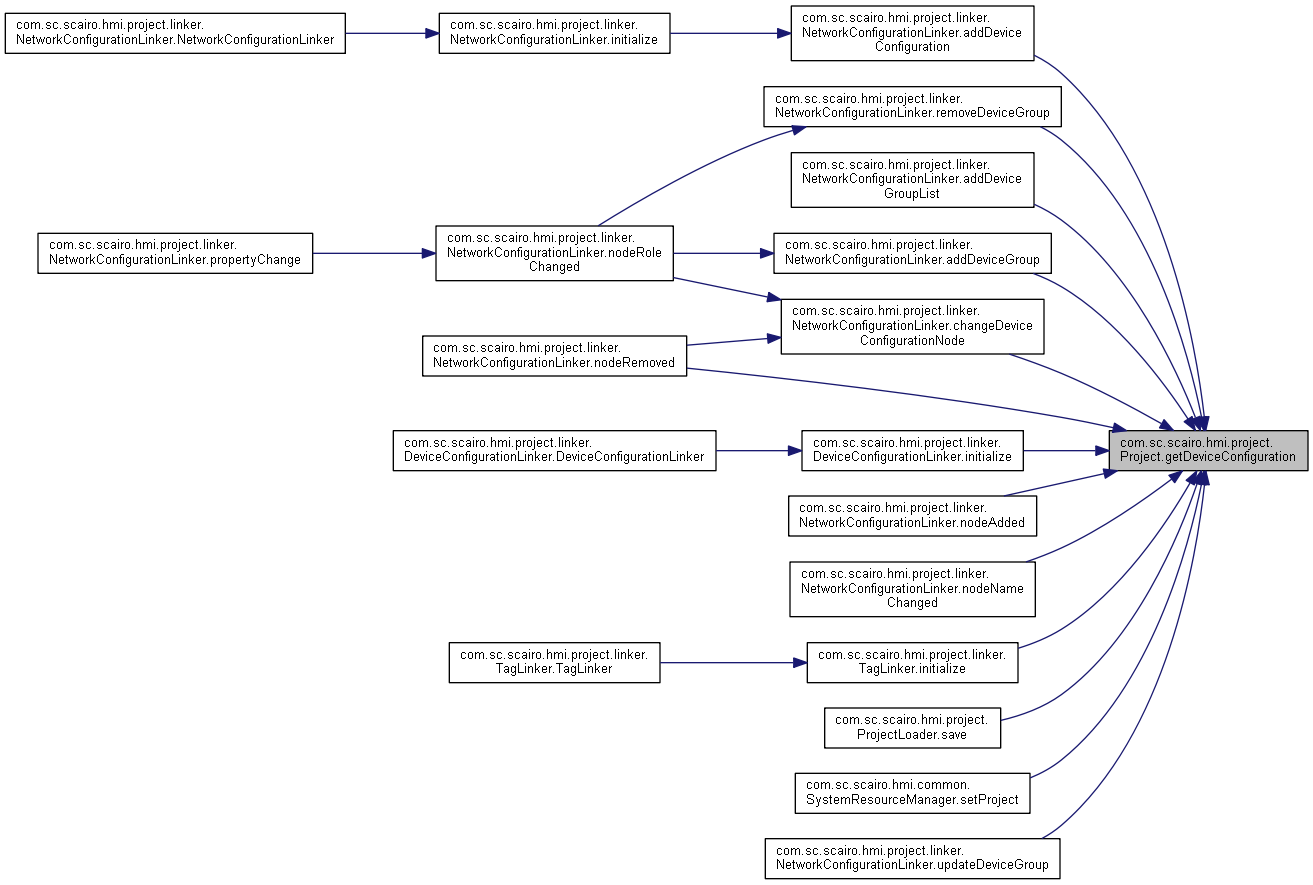 com.sc.scairo.hmi.project.linker.
NetworkConfigurationLinker.NetworkConfigurationLinker
com.sc.scairo.hmi.project.linker.
NetworkConfigurationLinker.initialize
com.sc.scairo.hmi.project.linker.
NetworkConfigurationLinker.addDevice
Configuration
com.sc.scairo.hmi.project.linker.
NetworkConfigurationLinker.removeDeviceGroup
com.sc.scairo.hmi.project.linker.
NetworkConfigurationLinker.addDevice
GroupList
com.sc.scairo.hmi.project.linker.
NetworkConfigurationLinker.propertyChange
com.sc.scairo.hmi.project.linker.
NetworkConfigurationLinker.nodeRole
Changed
com.sc.scairo.hmi.project.linker.
NetworkConfigurationLinker.addDeviceGroup
com.sc.scairo.hmi.project.linker.
NetworkConfigurationLinker.changeDevice
ConfigurationNode
com.sc.scairo.hmi.project.linker.
NetworkConfigurationLinker.nodeRemoved
com.sc.scairo.hmi.project.linker.
DeviceConfigurationLinker.DeviceConfigurationLinker
com.sc.scairo.hmi.project.linker.
DeviceConfigurationLinker.initialize
com.sc.scairo.hmi.project.
Project.getDeviceConfiguration
com.sc.scairo.hmi.project.linker.
NetworkConfigurationLinker.nodeAdded
com.sc.scairo.hmi.project.linker.
NetworkConfigurationLinker.nodeName
Changed
com.sc.scairo.hmi.project.linker.
TagLinker.TagLinker
com.sc.scairo.hmi.project.linker.
TagLinker.initialize
com.sc.scairo.hmi.project.
ProjectLoader.save
com.sc.scairo.hmi.common.
SystemResourceManager.setProject
com.sc.scairo.hmi.project.linker.
NetworkConfigurationLinker.updateDeviceGroup